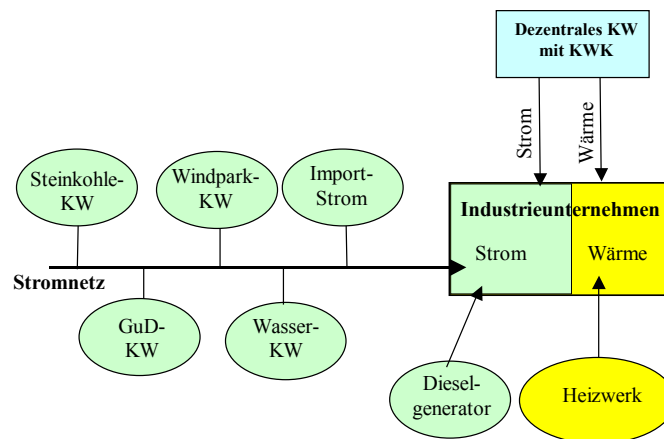 Dezentrales KW
mit KWK
Strom
Wärme
Steinkohle-
KW
Windpark-
KW
Import-
Strom
Industrieunternehmen
Strom
Wärme
Stromnetz
GuD-
KW
Wasser-
KW
Diesel-
generator
Heizwerk